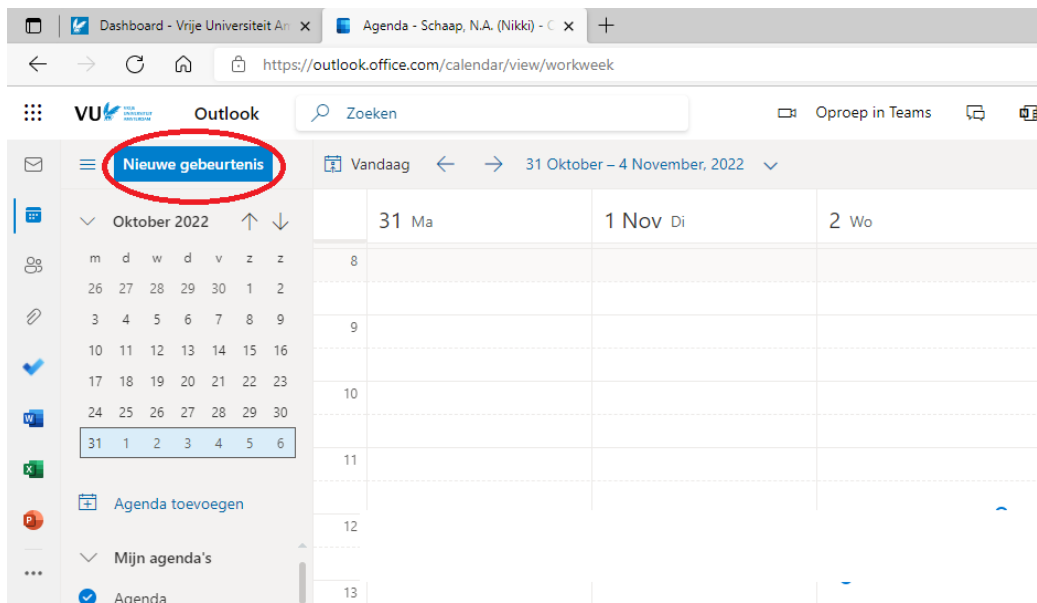 Dashboard - Vrije Universiteit Am
Agenda - Schaap, N.A. (Nikki) - O
https://outlook.office.com/calendar/view/workweek
VU VRIJE UNIVERSITEIT AMSTERDAM Outlook Zoeken Oproep in Teams
Nieuwe gebeurtenis Vandaag 31 Oktober – 4 November, 2022
Oktober 2022 31 Ma 1 Nov Di 2 Wo
m d w d v z z
26 27 28 29 30 1 2
3 4 5 6 7 8 9
10 11 12 13 14 15 16
17 18 19 20 21 22 23
24 25 26 27 28 29 30
31 1 2 3 4 5 6
Agenda toevoegen
Mijn agenda's
Agenda
8
9
10
11
12
13